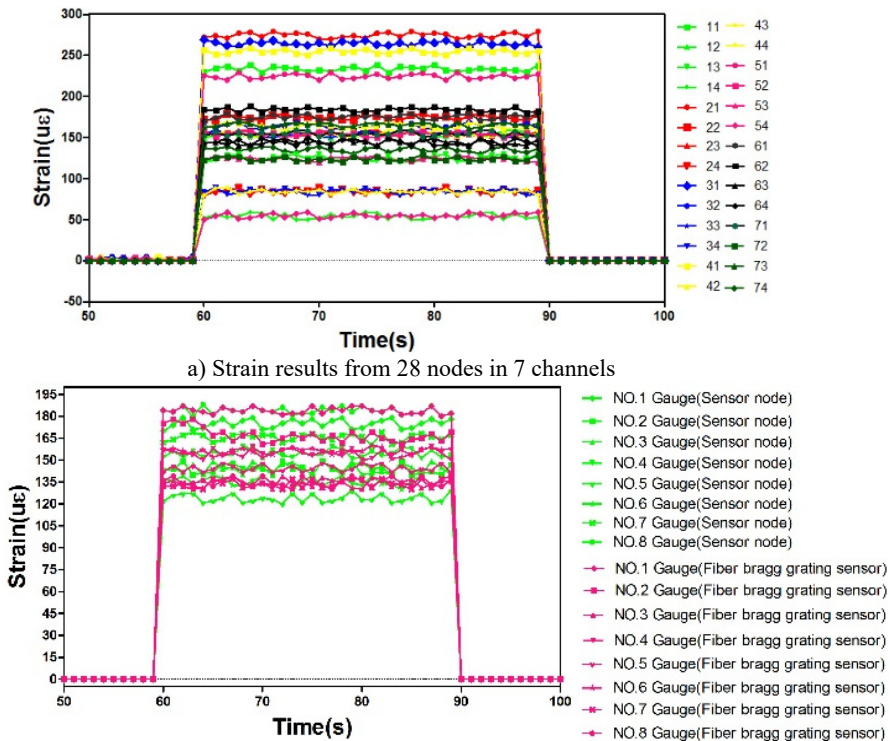 300
250
200
150
100
50
0
-50
Strain(uε)
50 60 70 80 90 100
Time(s)
11 43
12 44
13 51
14 52
21 53
22 54
23 61
24 62
31 63
32 64
33 71
34 72
41 73
42 74
a) Strain results from 28 nodes in 7 channels
195
180
165
150
135
120
105
90
75
60
45
30
15
0
Strain(uε)
50 60 70 80 90 100
Time(s)
NO.1 Gauge(Sensor node)
NO.2 Gauge(Sensor node)
NO.3 Gauge(Sensor node)
NO.4 Gauge(Sensor node)
NO.5 Gauge(Sensor node)
NO.6 Gauge(Sensor node)
NO.7 Gauge(Sensor node)
NO.8 Gauge(Sensor node)
NO.1 Gauge(Fiber bragg grating sensor)
NO.2 Gauge(Fiber bragg grating sensor)
NO.3 Gauge(Fiber bragg grating sensor)
NO.4 Gauge(Fiber bragg grating sensor)
NO.5 Gauge(Fiber bragg grating sensor)
NO.6 Gauge(Fiber bragg grating sensor)
NO.7 Gauge(Fiber bragg grating sensor)
NO.8 Gauge(Fiber bragg grating sensor)